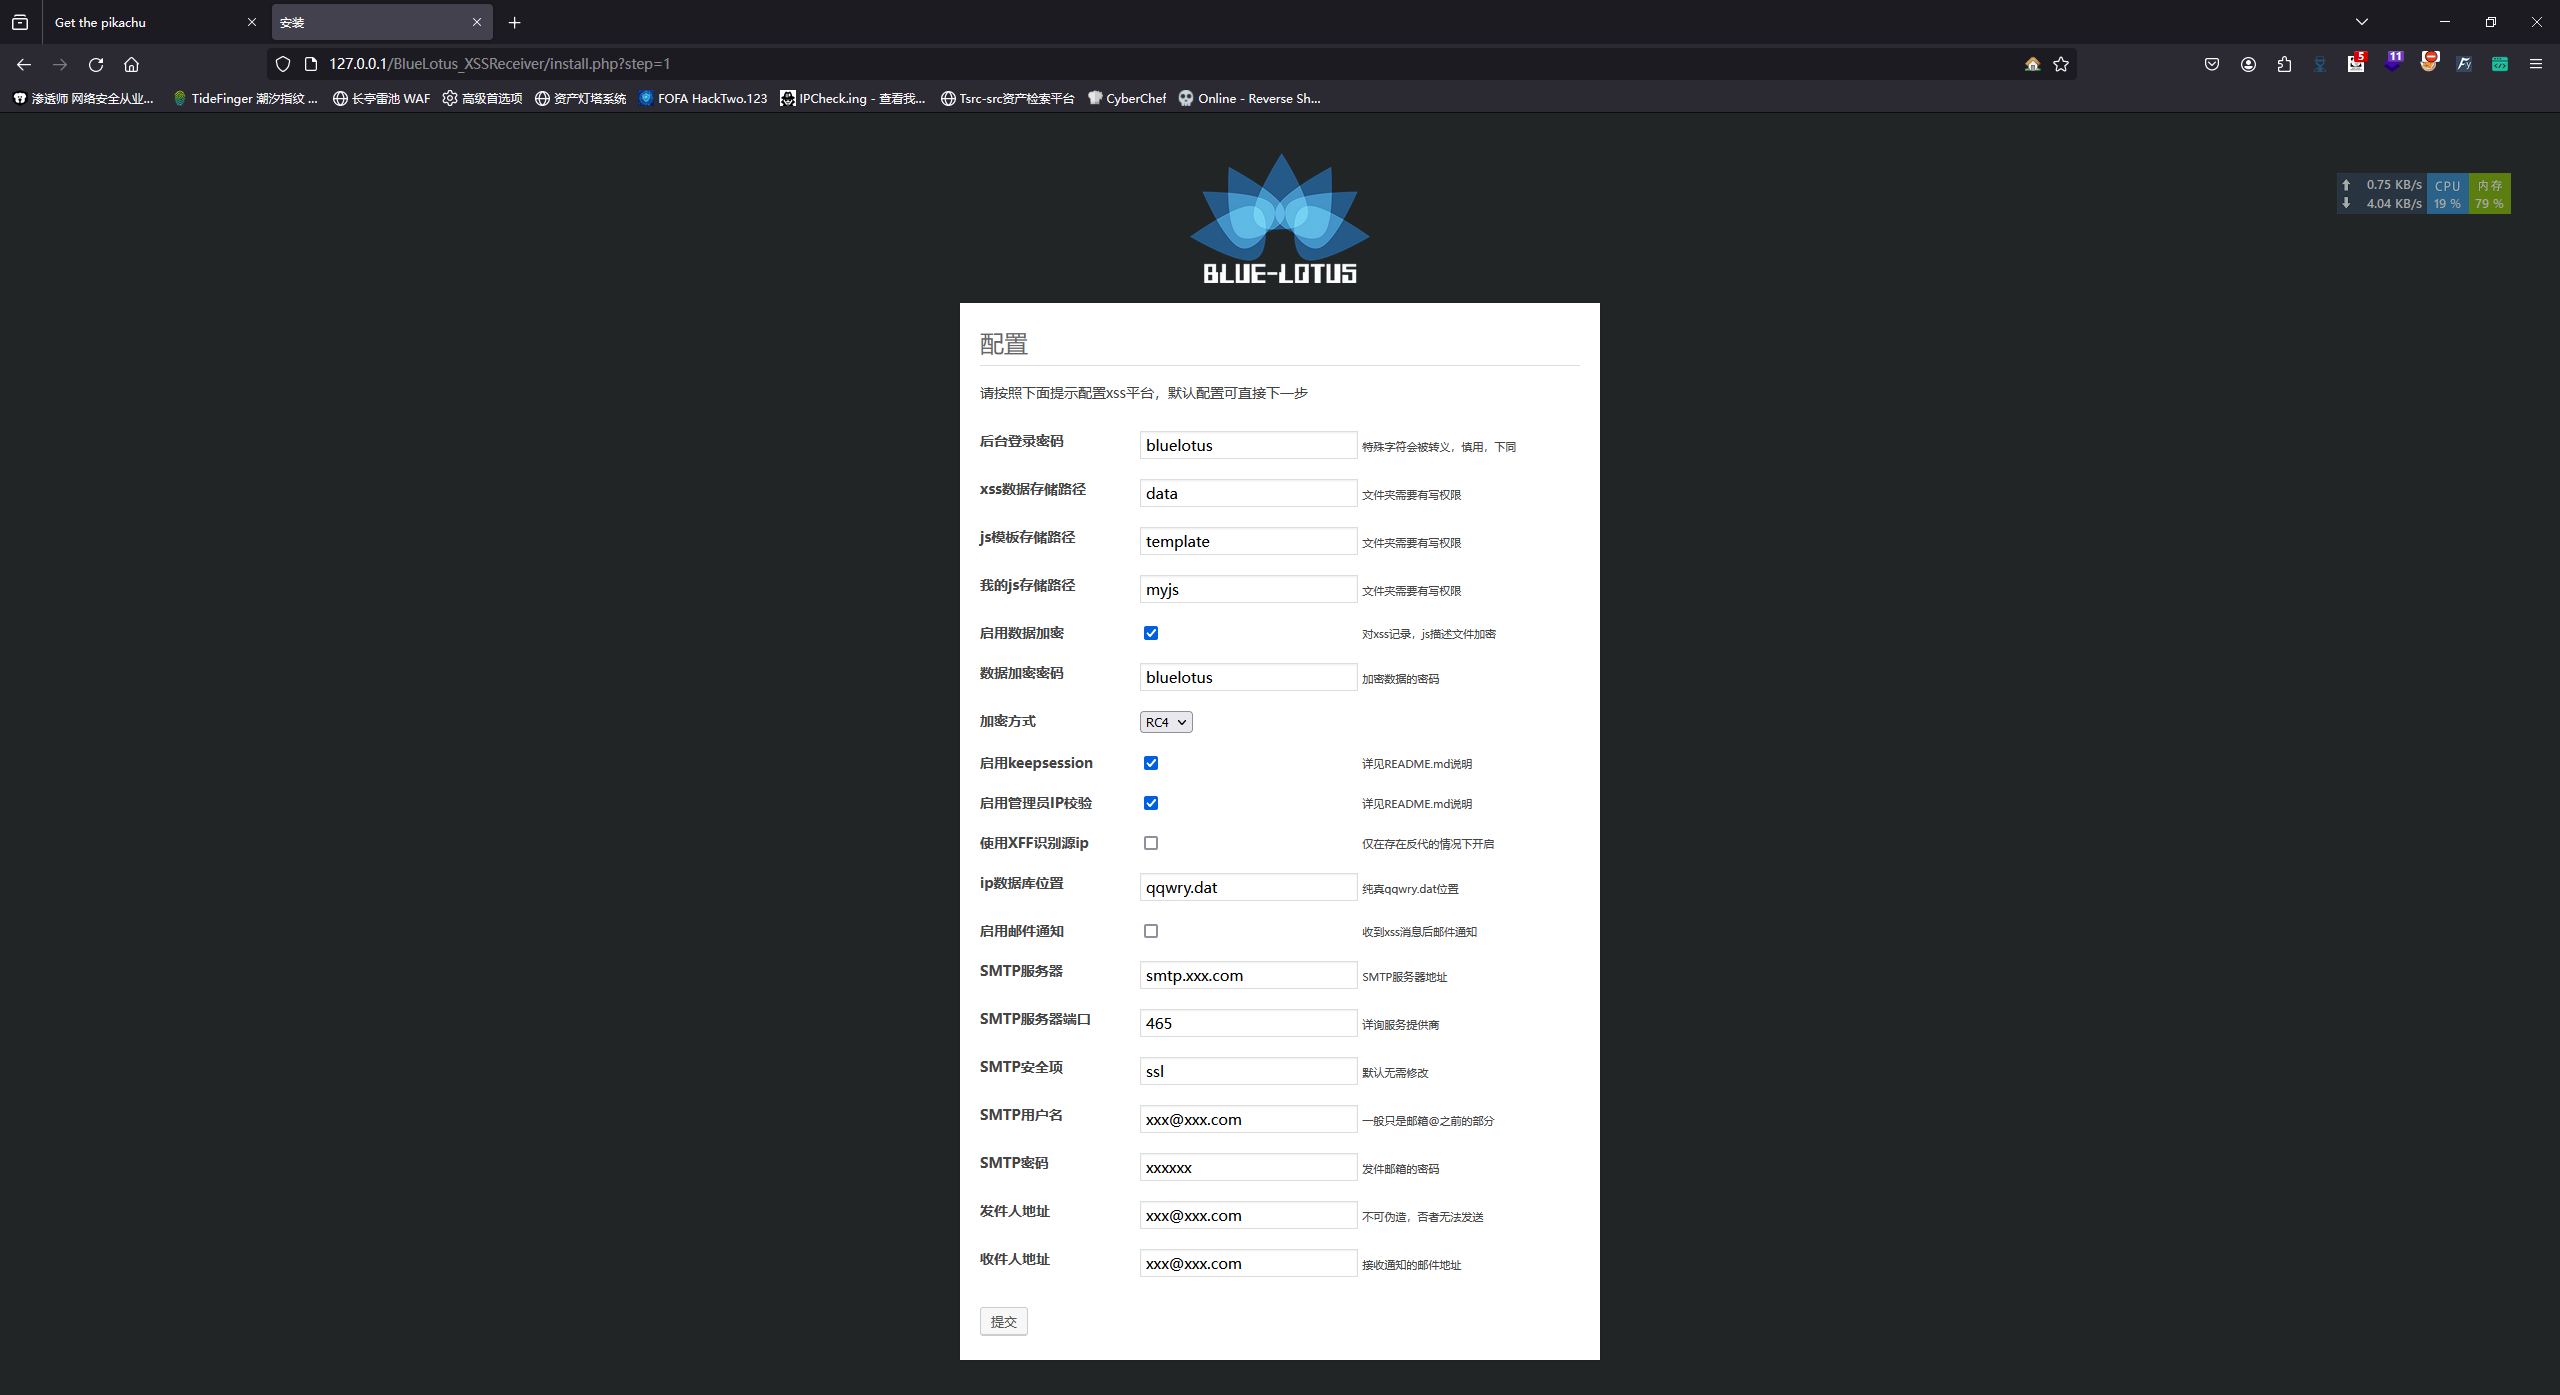 Get the pikachu
安装
127.0.0.1/BlueLotus_XSSReceiver/install.php?step=1
5
11
渗透师 网络安全从业...
TideFinger 潮汐指纹 ...
长亭雷池 WAF
高级首选项
资产灯塔系统
FOFA HackTwo.123
IPCheck.ing - 查看我...
Tsrc-src资产检索平台
CyberChef
Online - Reverse Sh...
0.75 KB/s CPU 内存
4.04 KB/s 19 % 79 %
BLUE-LOTUS
配置
请按照下面提示配置xss平台，默认配置可直接下一步
后台登录密码 bluelotus 特殊字符会被转义，慎用，下同
xss数据存储路径 data 文件夹需要有写权限
js模板存储路径 template 文件夹需要有写权限
我的js存储路径 myjs 文件夹需要有写权限
启用数据加密 对xss记录，js描述文件加密
数据加密密码 bluelotus 加密数据的密码
加密方式 RC4
启用keepsession 详见README.md说明
启用管理员IP校验 详见README.md说明
使用XFF识别源ip 仅在存在反代的情况下开启
ip数据库位置 qqwry.dat 纯真qqwry.dat位置
启用邮件通知 收到xss消息后邮件通知
SMTP服务器 smtp.xxx.com SMTP服务器地址
SMTP服务器端口 465 详询服务提供商
SMTP安全项 ssl 默认无需修改
SMTP用户名 xxx@xxx.com 一般只是邮箱@之前的部分
SMTP密码 xxxxxx 发件邮箱的密码
发件人地址 xxx@xxx.com 不可伪造，否者无法发送
收件人地址 xxx@xxx.com 接收通知的邮件地址
提交